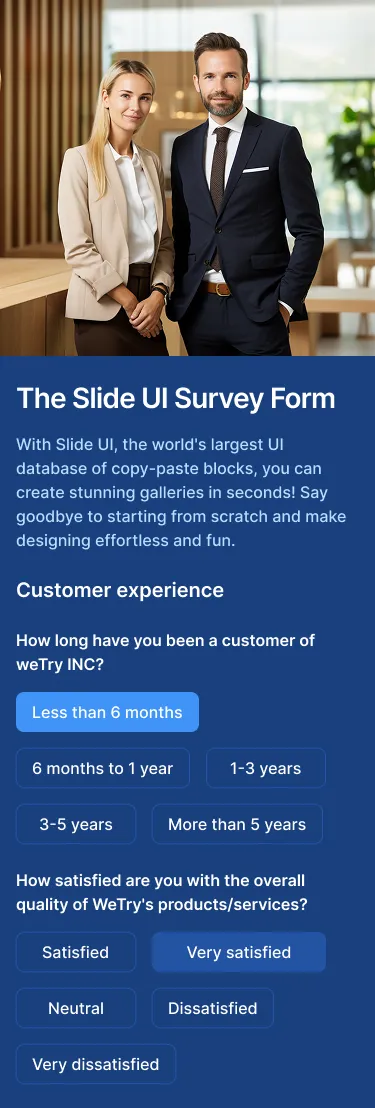 The Slide UI Survey Form
With Slide UI, the world's largest UI
database of copy-paste blocks, you can
create stunning galleries in seconds! Say
goodbye to starting from scratch and make
designing effortless and fun.
Customer experience
How long have you been a customer of
weTry INC?
Less than 6 months
6 months to 1 year
1-3 years
3-5 years
More than 5 years
How satisfied are you with the overall
quality of WeTry's products/services?
Satisfied
Very satisfied
Neutral
Dissatisfied
Very dissatisfied